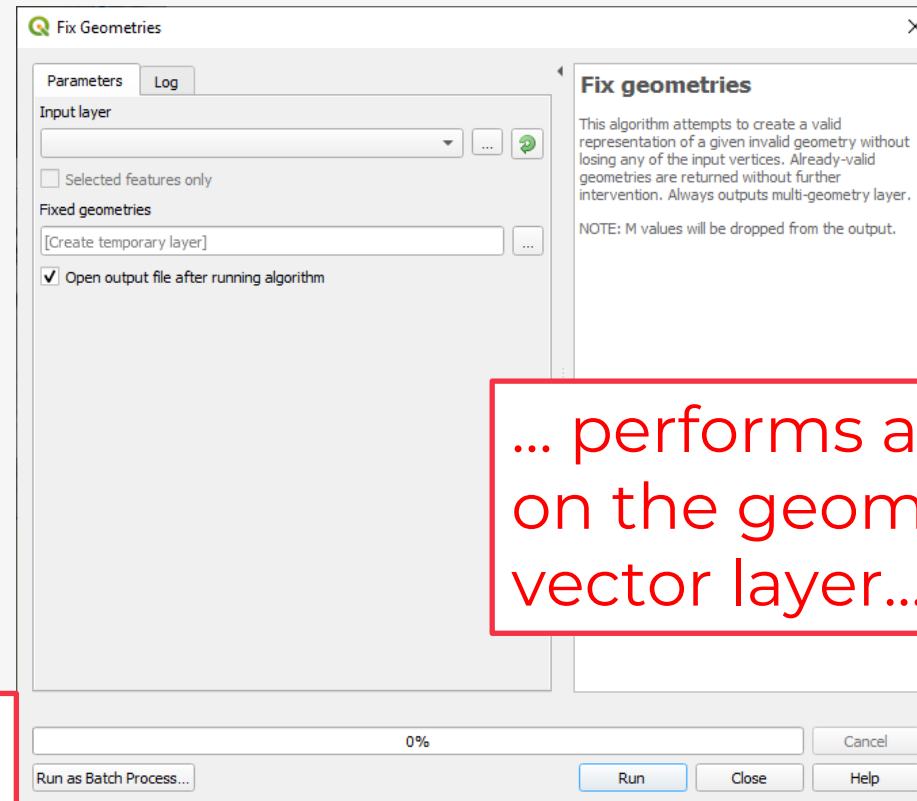 Fix Geometries
Parameters
Log
Input layer
...
Selected features only
Fixed geometries
[Create temporary layer]
...
Open output file after running algorithm
Fix geometries
This algorithm attempts to create a valid
representation of a given invalid geometry without
losing any of the input vertices. Already-valid
geometries are returned without further
intervention. Always outputs multi-geometry layer.
NOTE: M values will be dropped from the output.
... performs a
on the geom
vector layer...
0%
Cancel
Run as Batch Process...
Run
Close
Help